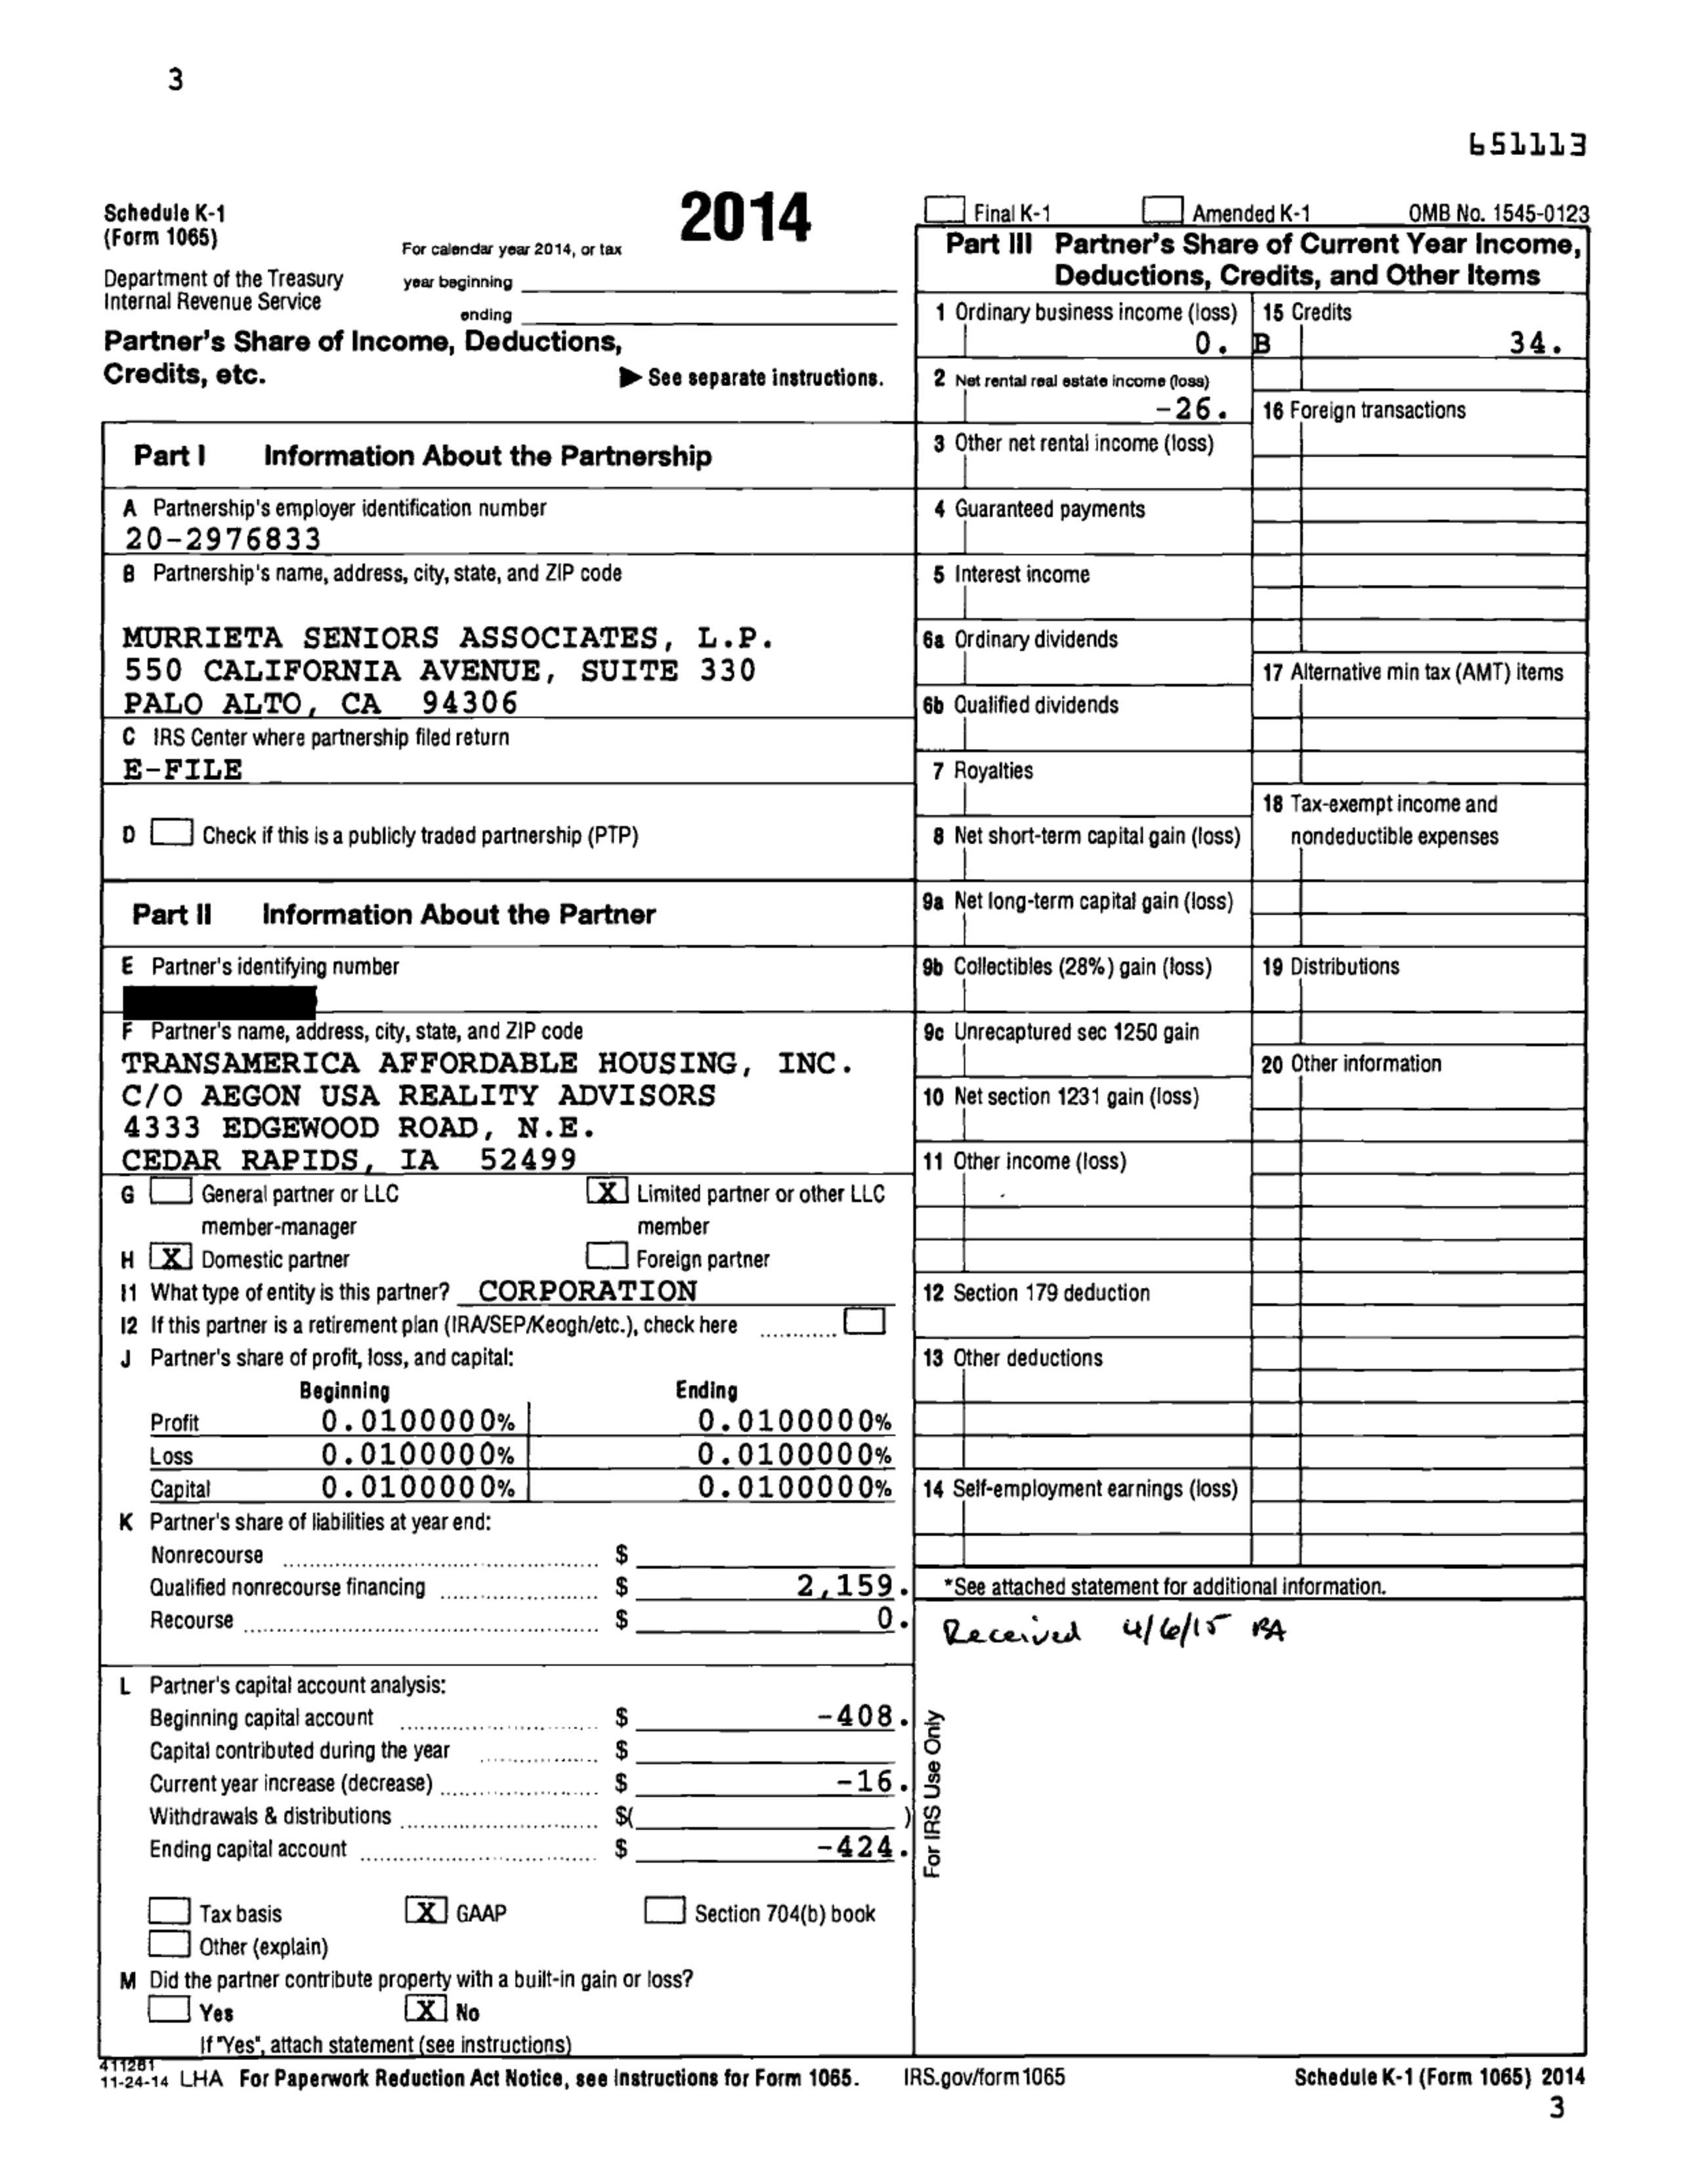 3
651113
Schedule K-1
(Form 1065)
2014
Department of the Treasury
Internal Revenue Service
For calendar year 2014, or tax
year beginning
ending
Partner's Share of Income, Deductions,
Credits, etc.
▶ See separate instructions.
Part I Information About the Partnership
A Partnership's employer identification number
20-2976833
B Partnership's name, address, city, state, and ZIP code
MURRIETA SENIORS ASSOCIATES, L.P.
550 CALIFORNIA AVENUE, SUITE 330
PALO ALTO, CA 94306
C IRS Center where partnership filed return
E-FILE
D Check if this is a publicly traded partnership (PTP)
Part II Information About the Partner
E Partner's identifying number
F Partner's name, address, city, state, and ZIP code
TRANSAMERICA AFFORDABLE HOUSING, INC.
C/O AEGON USA REALITY ADVISORS
4333 EDGEWOOD ROAD, N.E.
CEDAR RAPIDS, IA 52499
G General partner or LLC X Limited partner or other LLC
member-manager member
H X Domestic partner Foreign partner
I1 What type of entity is this partner? CORPORATION
I2 If this partner is a retirement plan (IRA/SEP/Keogh/etc.), check here
J Partner's share of profit, loss, and capital:
Beginning Ending
Profit 0.0100000% 0.0100000%
Loss 0.0100000% 0.0100000%
Capital 0.0100000% 0.0100000%
K Partner's share of liabilities at year end:
Nonrecourse $
Qualified nonrecourse financing $ 2,159.
Recourse $ 0.
L Partner's capital account analysis:
Beginning capital account $ -408.
Capital contributed during the year $
Current year increase (decrease) $ -16.
Withdrawals & distributions $( )
Ending capital account $ -424.
Tax basis X GAAP Section 704(b) book
Other (explain)
M Did the partner contribute property with a built-in gain or loss?
Yes X No
If "Yes", attach statement (see instructions)
Final K-1 Amended K-1 OMB No. 1545-0123
Part III Partner's Share of Current Year Income,
Deductions, Credits, and Other Items
1 Ordinary business income (loss)
0.
2 Net rental real estate income (loss)
-26.
3 Other net rental income (loss)
4 Guaranteed payments
5 Interest income
6a Ordinary dividends
6b Qualified dividends
7 Royalties
8 Net short-term capital gain (loss)
9a Net long-term capital gain (loss)
9b Collectibles (28%) gain (loss)
9c Unrecaptured sec 1250 gain
10 Net section 1231 gain (loss)
11 Other income (loss)
12 Section 179 deduction
13 Other deductions
14 Self-employment earnings (loss)
15 Credits
B 34.
16 Foreign transactions
17 Alternative min tax (AMT) items
18 Tax-exempt income and
nondeductible expenses
19 Distributions
20 Other information
*See attached statement for additional information.
Received 4/6/15 BA
For IRS Use Only
411261
11-24-14 LHA For Paperwork Reduction Act Notice, see Instructions for Form 1065. IRS.gov/form1065 Schedule K-1 (Form 1065) 2014
3